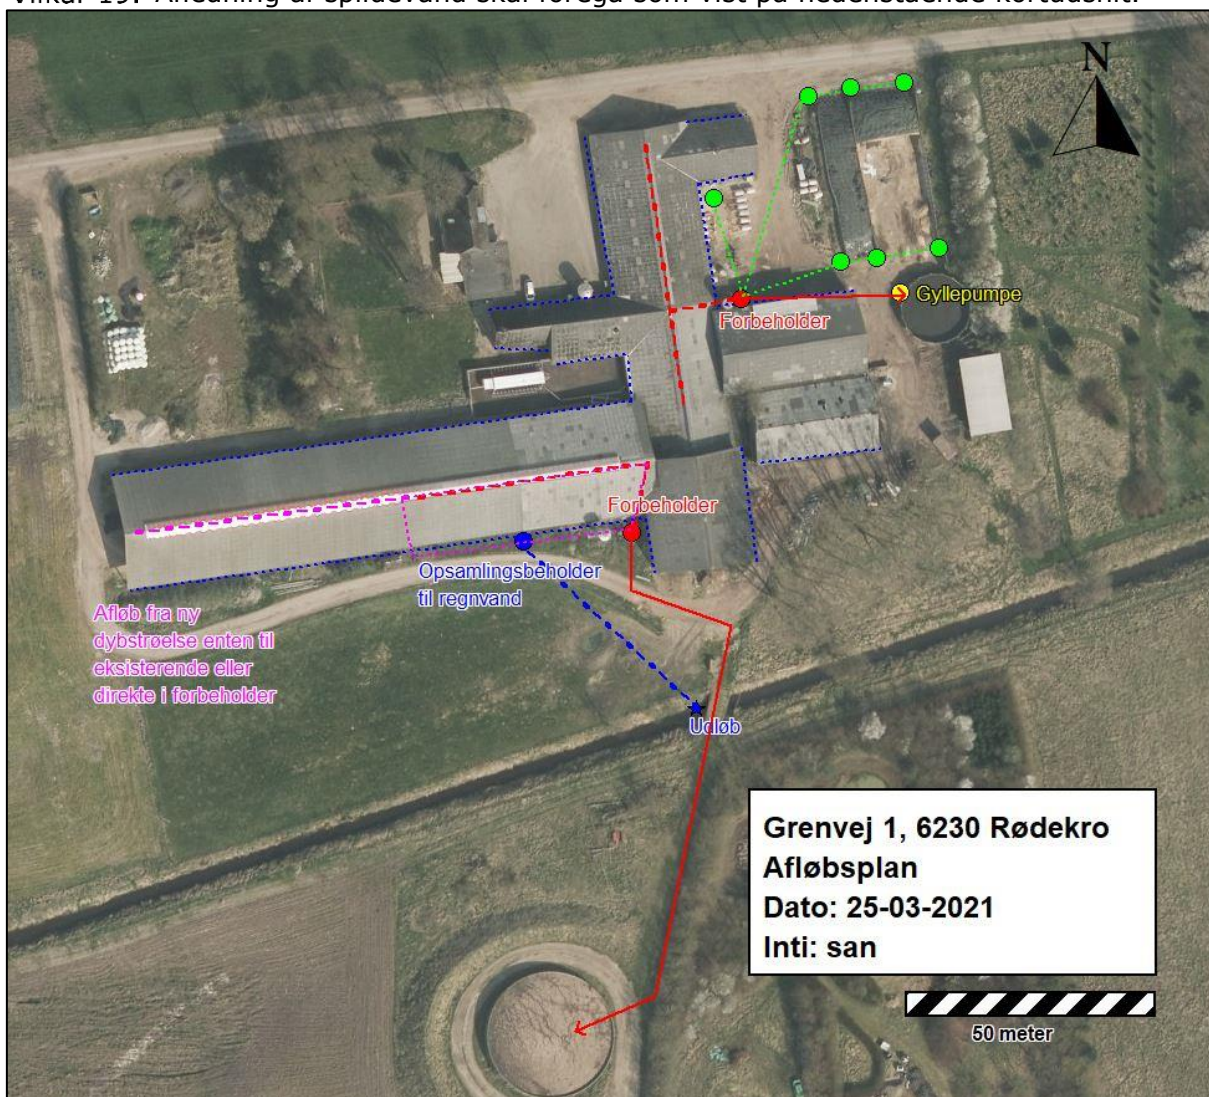 Vilkår 19. Afledning af spildevand skal foregå som vist på nedenstående kortudsnit.
N
Gyllepumpe
Forbeholder
Forbeholder
Opsamlingsbeholder
til regnvand
Afløb fra ny
dybstrøelse enten til
eksisterende eller
direkte i forbeholder
Udløb
Grenvej 1, 6230 Rødekro
Afløbsplan
Dato: 25-03-2021
Inti: san
50 meter